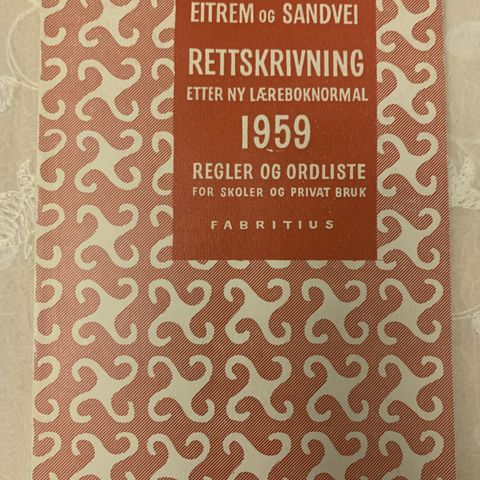 EITREM OG SANDVEI
RETTSKRIVNING
ETTER NY LÆREBOKNORMAL
1959
REGLER OG ORDLISTE
FOR SKOLER OG PRIVAT BRUK
FABRITIUS